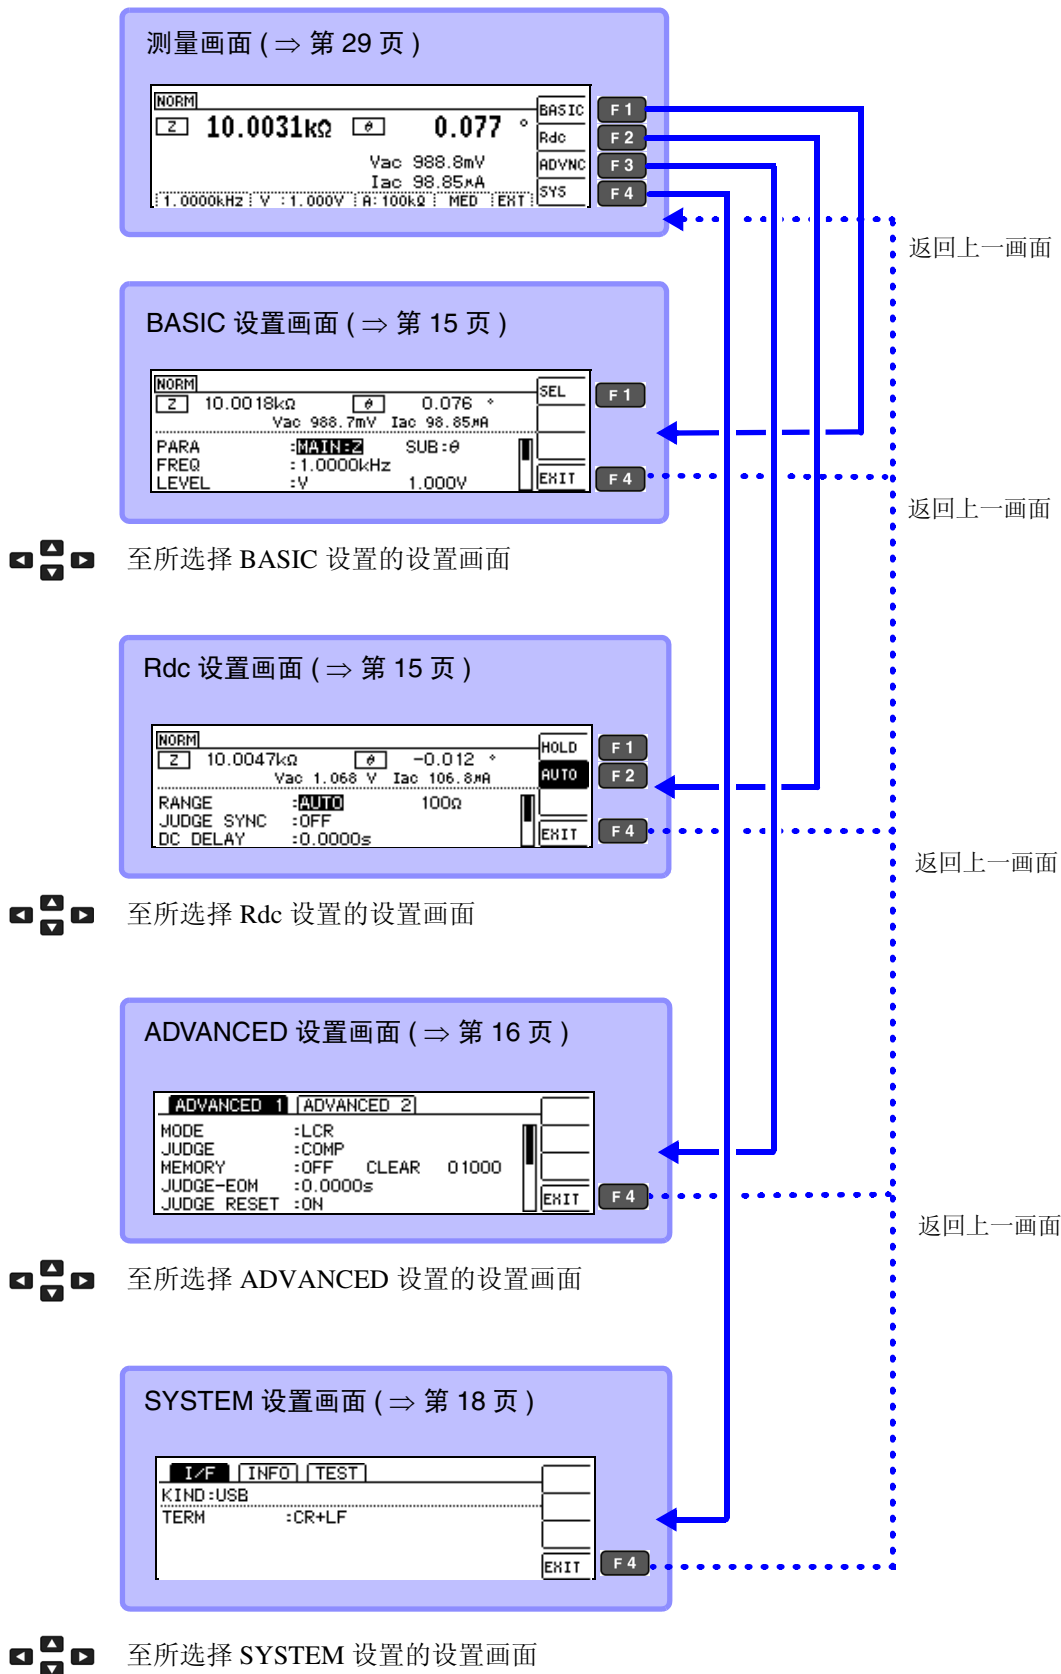 测量画面 ( ⇒ 第 29 页 )
NORM
Z 10.0031kΩ θ 0.077 °
Vac 988.8mV
Iac 98.85μA
1.0000kHz V :1.000V A:100kΩ MED EXT
BASIC F 1
Rdc F 2
ADVNC F 3
SYS F 4
返回上一画面
BASIC 设置画面 ( ⇒ 第 15 页 )
NORM
Z 10.0018kΩ θ 0.076 °
Vac 988.7mV Iac 98.85μA
PARA :MAIN:Z SUB:θ
FREQ :1.0000kHz
LEVEL :V 1.000V
SEL F 1
EXIT F 4
返回上一画面
至所选择 BASIC 设置的设置画面
Rdc 设置画面 ( ⇒ 第 15 页 )
NORM
Z 10.0047kΩ θ -0.012 °
Vac 1.068 V Iac 106.8μA
RANGE :AUTO 100Ω
JUDGE SYNC :OFF
DC DELAY :0.0000s
HOLD F 1
AUTO F 2
EXIT F 4
返回上一画面
至所选择 Rdc 设置的设置画面
ADVANCED 设置画面 ( ⇒ 第 16 页 )
ADVANCED 1 ADVANCED 2
MODE :LCR
JUDGE :COMP
MEMORY :OFF CLEAR 01000
JUDGE-EOM :0.0000s
JUDGE RESET :ON
EXIT F 4
返回上一画面
至所选择 ADVANCED 设置的设置画面
SYSTEM 设置画面 ( ⇒ 第 18 页 )
I/F INFO TEST
KIND:USB
TERM :CR+LF
EXIT F 4
至所选择 SYSTEM 设置的设置画面